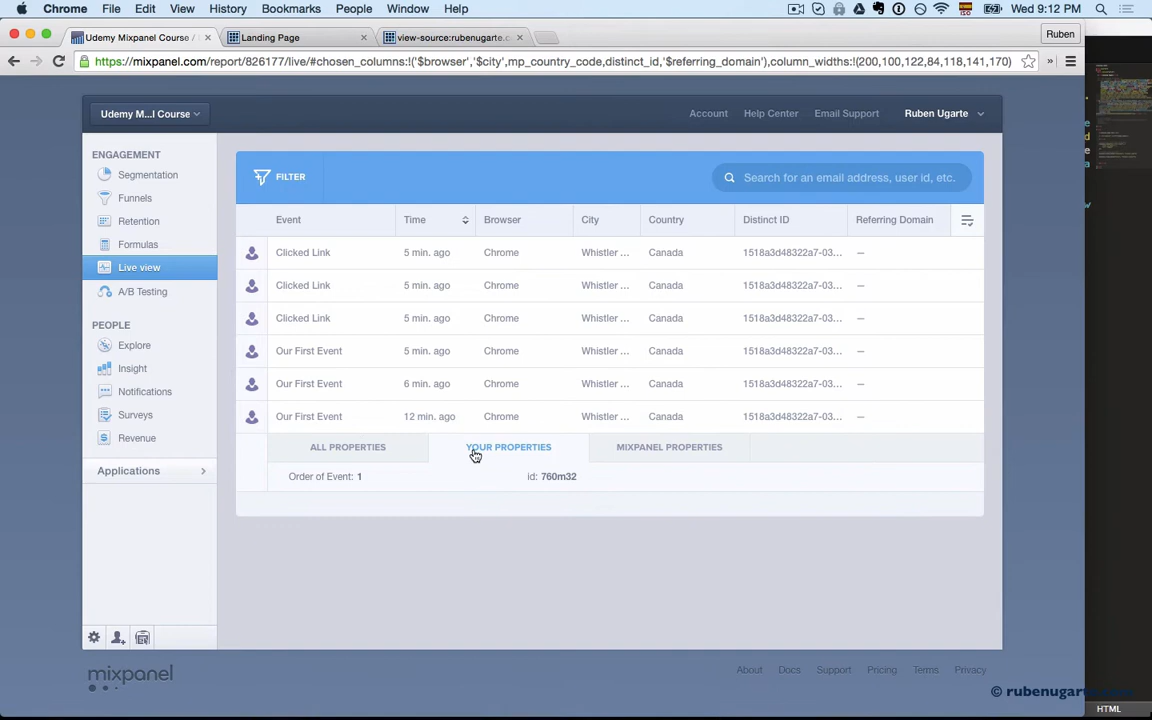 Chrome File Edit View History Bookmarks People Window Help Wed 9:12 PM
Udemy Mixpanel Course / Landing Page view-source:rubenugarte.c Ruben
https://mixpanel.com/report/826177/live/#chosen_columns:!('$browser','$city',mp_country_code,distinct_id,'$referring_domain'),column_widths:!(200,100,122,84,118,141,170)
Udemy M...l Course Account Help Center Email Support Ruben Ugarte
ENGAGEMENT
Segmentation
Funnels
Retention
Formulas
Live view
A/B Testing
PEOPLE
Explore
Insight
Notifications
Surveys
Revenue
Applications
FILTER Search for an email address, user id, etc.
Event Time Browser City Country Distinct ID Referring Domain
Clicked Link 5 min. ago Chrome Whistler ... Canada 1518a3d48322a7-03... —
Clicked Link 5 min. ago Chrome Whistler ... Canada 1518a3d48322a7-03... —
Clicked Link 5 min. ago Chrome Whistler ... Canada 1518a3d48322a7-03... —
Our First Event 5 min. ago Chrome Whistler ... Canada 1518a3d48322a7-03... —
Our First Event 6 min. ago Chrome Whistler ... Canada 1518a3d48322a7-03... —
Our First Event 12 min. ago Chrome Whistler ... Canada 1518a3d48322a7-03... —
ALL PROPERTIES YOUR PROPERTIES MIXPANEL PROPERTIES
Order of Event: 1 id: 760m32
mixpanel
About Docs Support Pricing Terms Privacy
© rubenugarte.com
HTML